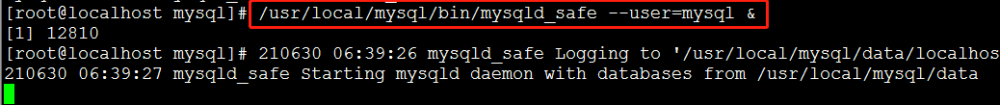 [root@localhost mysql]# /usr/local/mysql/bin/mysqld_safe --user=mysql &
[1] 12810
[root@localhost mysql]# 210630 06:39:26 mysqld_safe Logging to '/usr/local/mysql/data/localhos
210630 06:39:27 mysqld_safe Starting mysqld daemon with databases from /usr/local/mysql/data